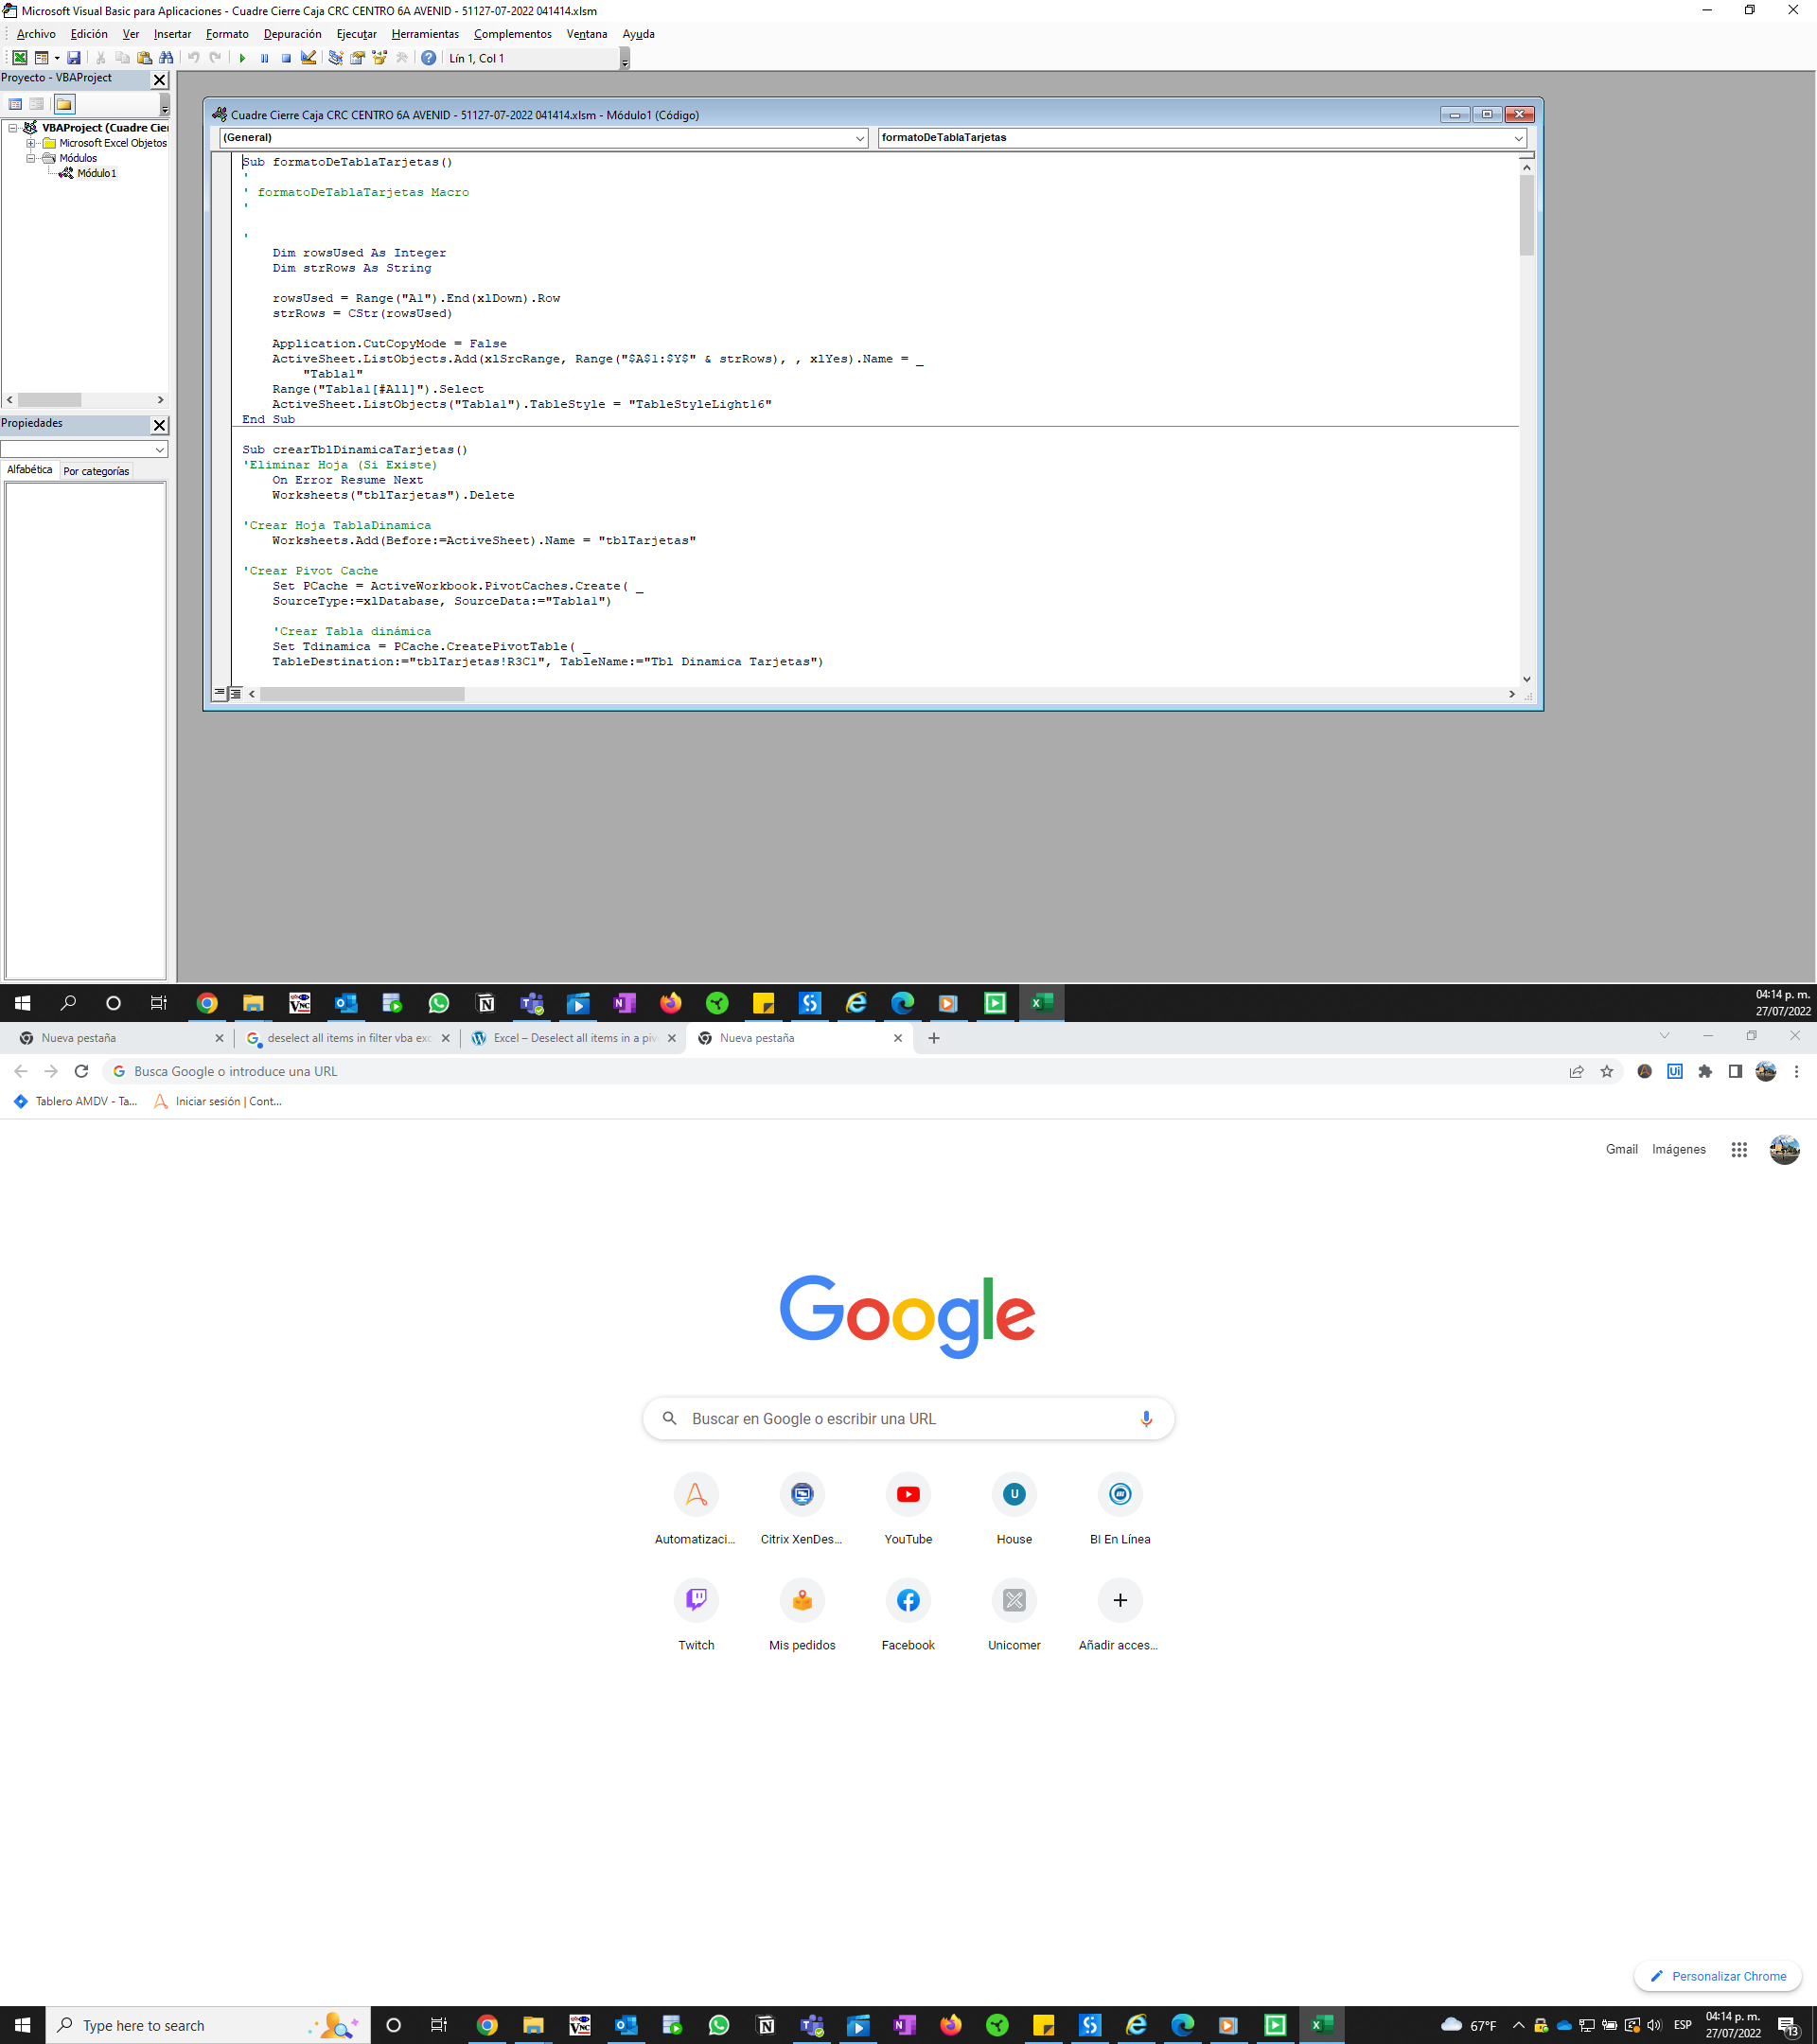 Microsoft Visual Basic para Aplicaciones - Cuadre Cierre Caja CRC CENTRO 6A AVENID - 51127-07-2022 041414.xlsm
Archivo Edición Ver Insertar Formato Depuración Ejecutar Herramientas Complementos Ventana Ayuda
Lín 1, Col 1
Proyecto - VBAProject
VBAProject (Cuadre Cier
Microsoft Excel Objetos
Módulos
Módulo1
Propiedades
Alfabética Por categorías
Cuadre Cierre Caja CRC CENTRO 6A AVENID - 51127-07-2022 041414.xlsm - Módulo1 (Código)
(General) formatoDeTablaTarjetas
Sub formatoDeTablaTarjetas()
'
' formatoDeTablaTarjetas Macro
'
'
Dim rowsUsed As Integer
Dim strRows As String
rowsUsed = Range("A1").End(xlDown).Row
strRows = CStr(rowsUsed)
Application.CutCopyMode = False
ActiveSheet.ListObjects.Add(xlSrcRange, Range("$A$1:$Y$" & strRows), , xlYes).Name = _
"Tabla1"
Range("Tabla1[#All]").Select
ActiveSheet.ListObjects("Tabla1").TableStyle = "TableStyleLight16"
End Sub
Sub crearTblDinamicaTarjetas()
'Eliminar Hoja (Si Existe)
On Error Resume Next
Worksheets("tblTarjetas").Delete
'Crear Hoja TablaDinamica
Worksheets.Add(Before:=ActiveSheet).Name = "tblTarjetas"
'Crear Pivot Cache
Set PCache = ActiveWorkbook.PivotCaches.Create( _
SourceType:=xlDatabase, SourceData:="Tabla1")
'Crear Tabla dinámica
Set Tdinamica = PCache.CreatePivotTable( _
TableDestination:="tblTarjetas!R3C1", TableName:="Tbl Dinamica Tarjetas")
04:14 p. m.
27/07/2022
Nueva pestaña deselect all items in filter vba exc Excel – Deselect all items in a piv Nueva pestaña
Busca Google o introduce una URL
Tablero AMDV - Ta... Iniciar sesión | Cont...
Gmail Imágenes
Google
Buscar en Google o escribir una URL
Automatizaci... Citrix XenDes... YouTube House BI En Línea
Twitch Mis pedidos Facebook Unicomer Añadir acces...
Personalizar Chrome
Type here to search
67°F ESP 04:14 p. m.
27/07/2022
13